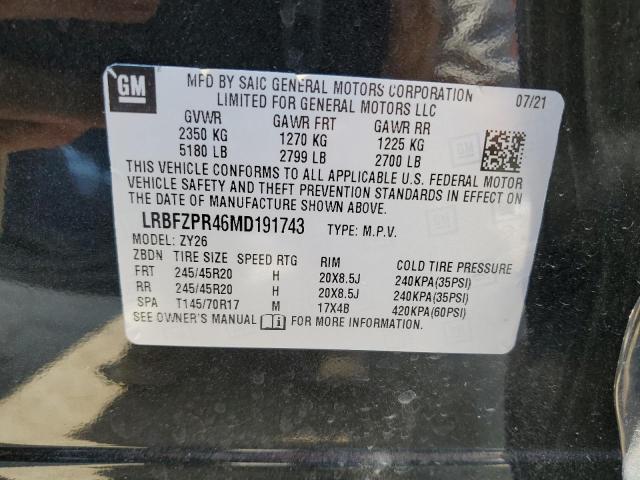 GM
MFD BY SAIC GENERAL MOTORS CORPORATION 07/21
LIMITED FOR GENERAL MOTORS LLC
GVWR GAWR FRT GAWR RR
2350 KG 1270 KG 1225 KG
5180 LB 2799 LB 2700 LB
THIS VEHICLE CONFORMS TO ALL APPLICABLE U.S. FEDERAL MOTOR
VEHICLE SAFETY AND THEFT PREVENTION STANDARDS IN EFFECT ON
THE DATE OF MANUFACTURE SHOWN ABOVE.
LRBFZPR46MD191743 TYPE: M.P.V.
MODEL: ZY26
ZBDN TIRE SIZE SPEED RTG RIM COLD TIRE PRESSURE
FRT 245/45R20 H 20X8.5J 240KPA(35PSI)
RR 245/45R20 H 20X8.5J 240KPA(35PSI)
SPA T145/70R17 M 17X4B 420KPA(60PSI)
SEE OWNER'S MANUAL FOR MORE INFORMATION.